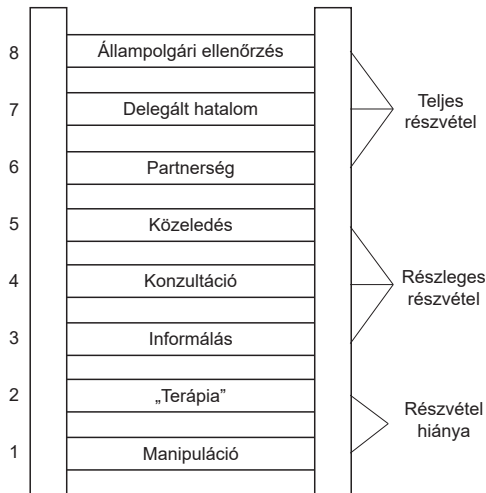 8 Állampolgári ellenőrzés
7 Delegált hatalom
Teljes
részvétel
6 Partnerség
5 Közeledés
4 Konzultáció
Részleges
részvétel
3 Informálás
2 „Terápia”
Részvétel
hiánya
1 Manipuláció